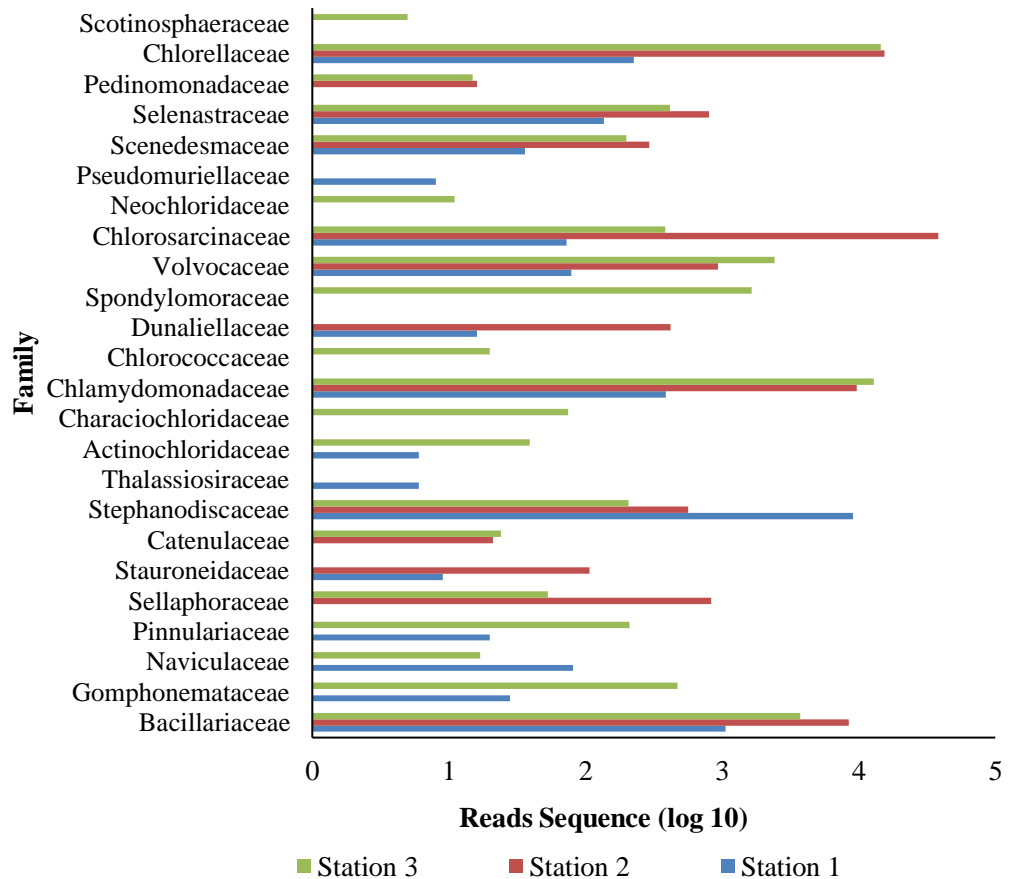 Scotinosphaeraceae
Chlorellaceae
Pedinomonadaceae
Selenastraceae
Scenedesmaceae
Pseudomuriellaceae
Neochloridaceae
Chlorosarcinaceae
Volvocaceae
Spondylomoraceae
Dunaliellaceae
Chlorococcaceae
Chlamydomonadaceae
Characiochloridaceae
Actinochloridaceae
Thalassiosiraceae
Stephanodiscaceae
Catenulaceae
Stauroneidaceae
Sellaphoraceae
Pinnulariaceae
Naviculaceae
Gomphonemataceae
Bacillariaceae
Family
0 1 2 3 4 5
Reads Sequence (log 10)
Station 3 Station 2 Station 1